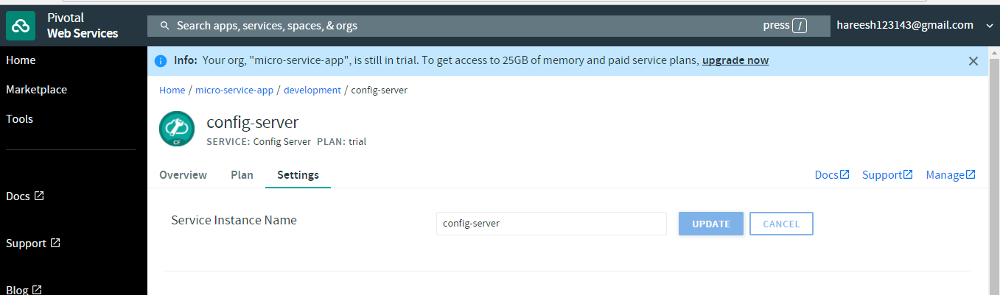 Pivotal
Web Services
Search apps, services, spaces, & orgs
press /
hareesh123143@gmail.com
Home
Marketplace
Tools
Docs
Support
Blog
Info: Your org, "micro-service-app", is still in trial. To get access to 25GB of memory and paid service plans, upgrade now
Home / micro-service-app / development / config-server
CF
config-server
SERVICE: Config Server PLAN: trial
Overview Plan Settings
Docs Support Manage
Service Instance Name config-server UPDATE CANCEL